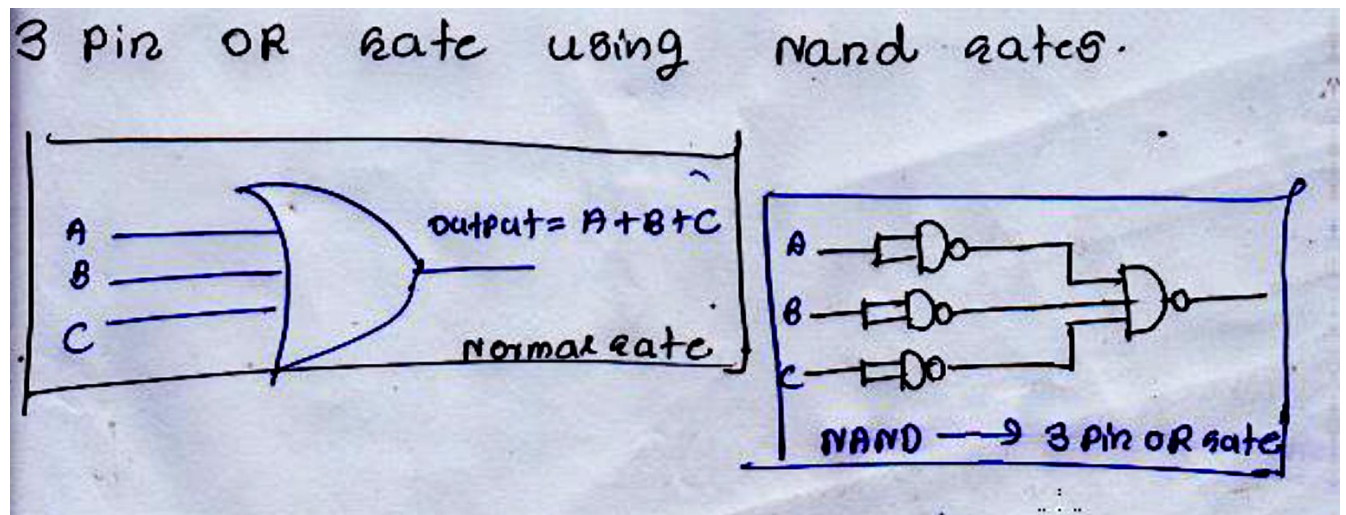 3 Pin OR gate using Nand gates.
A
B
C
Output = A+B+C
Normal gate
A
B
C
NAND → 3 Pin OR gate